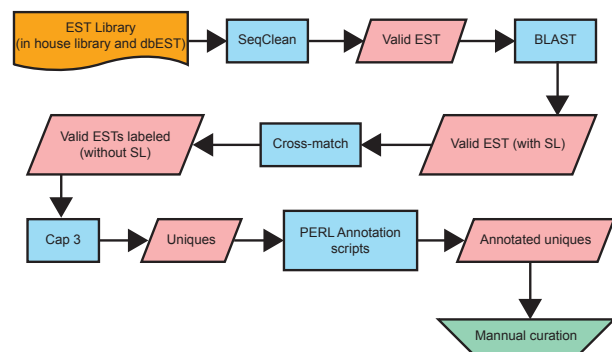 EST Library
(in house library and dbEST)
SeqClean
Valid EST
BLAST
Valid ESTs labeled
(without SL)
Cross-match
Valid EST (with SL)
Cap 3
Uniques
PERL Annotation
scripts
Annotated uniques
Mannual curation